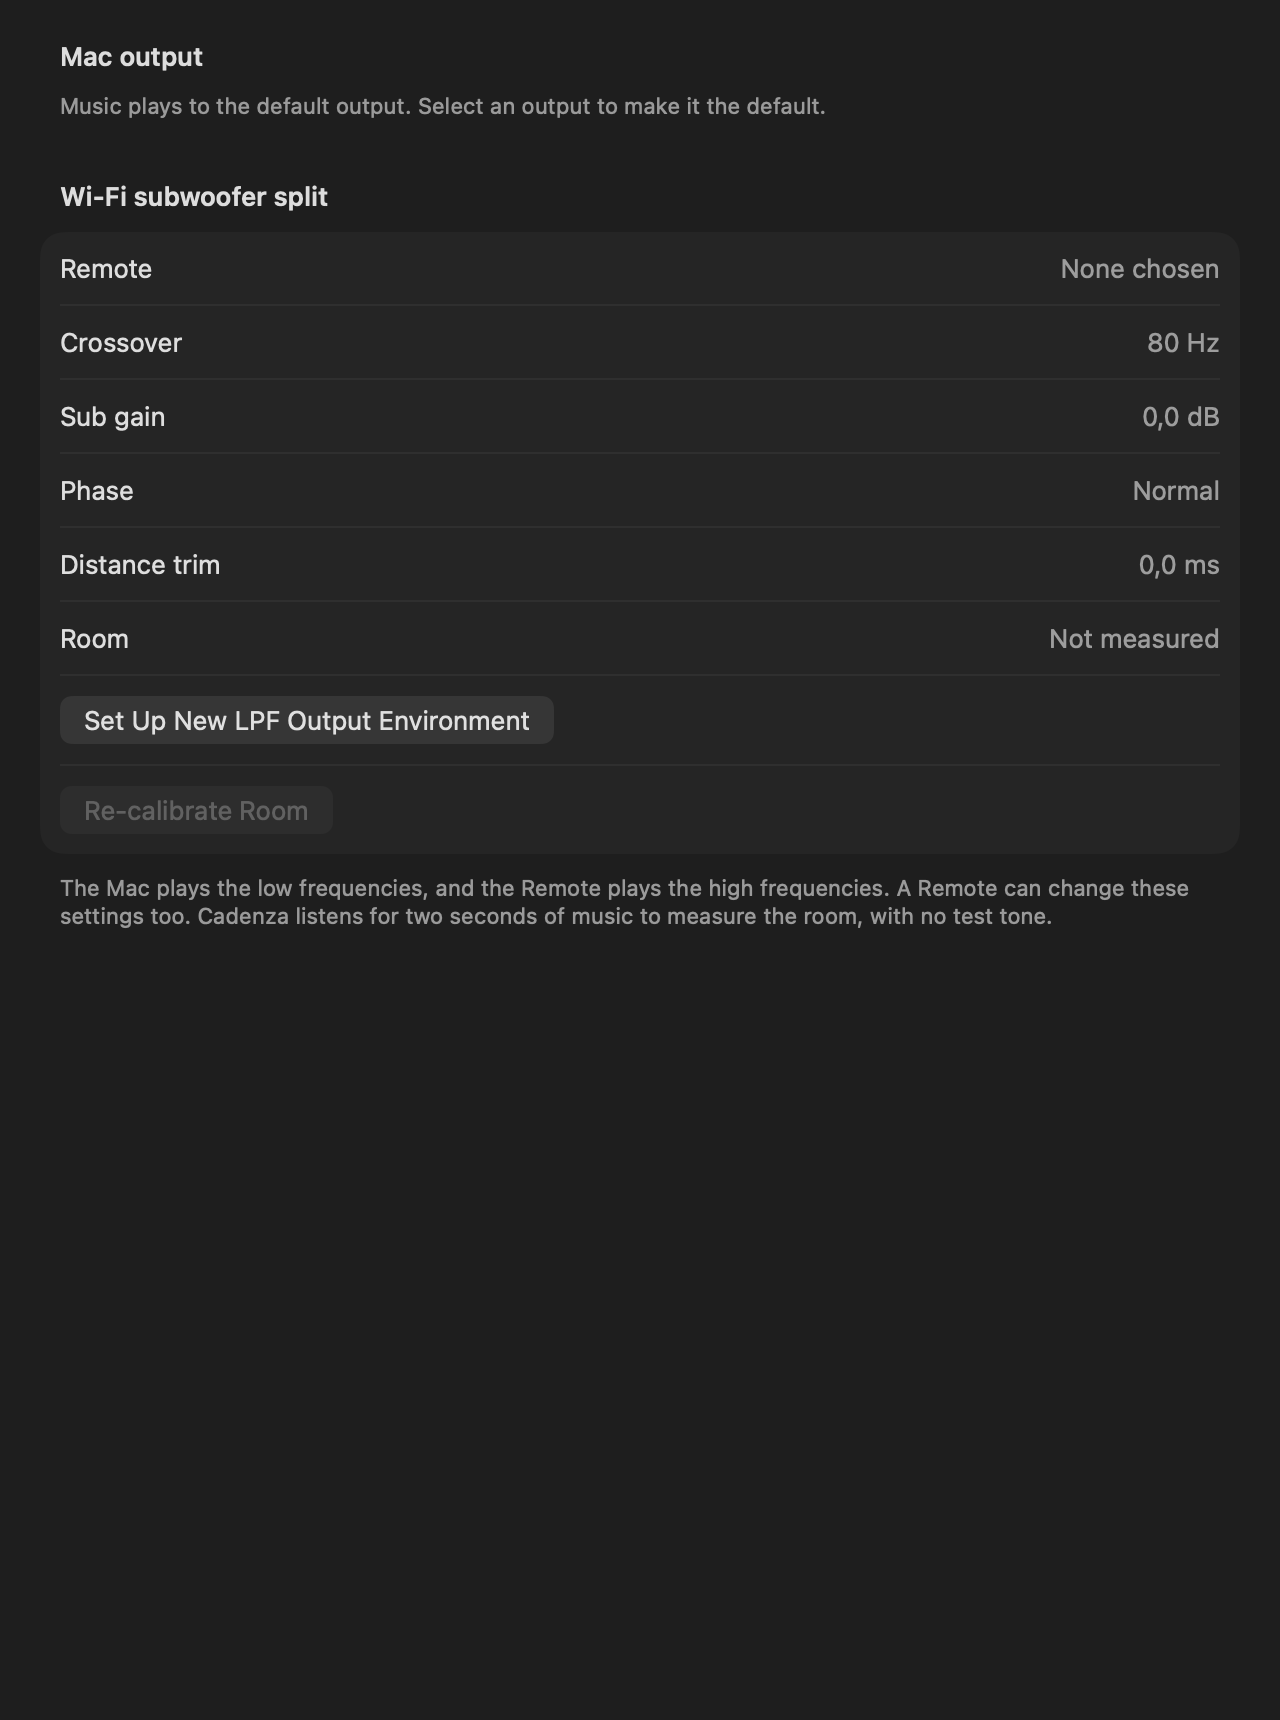 Mac output
Music plays to the default output. Select an output to make it the default.
Wi-Fi subwoofer split
Remote None chosen
Crossover 80 Hz
Sub gain 0,0 dB
Phase Normal
Distance trim 0,0 ms
Room Not measured
Set Up New LPF Output Environment
Re-calibrate Room
The Mac plays the low frequencies, and the Remote plays the high frequencies. A Remote can change these
settings too. Cadenza listens for two seconds of music to measure the room, with no test tone.